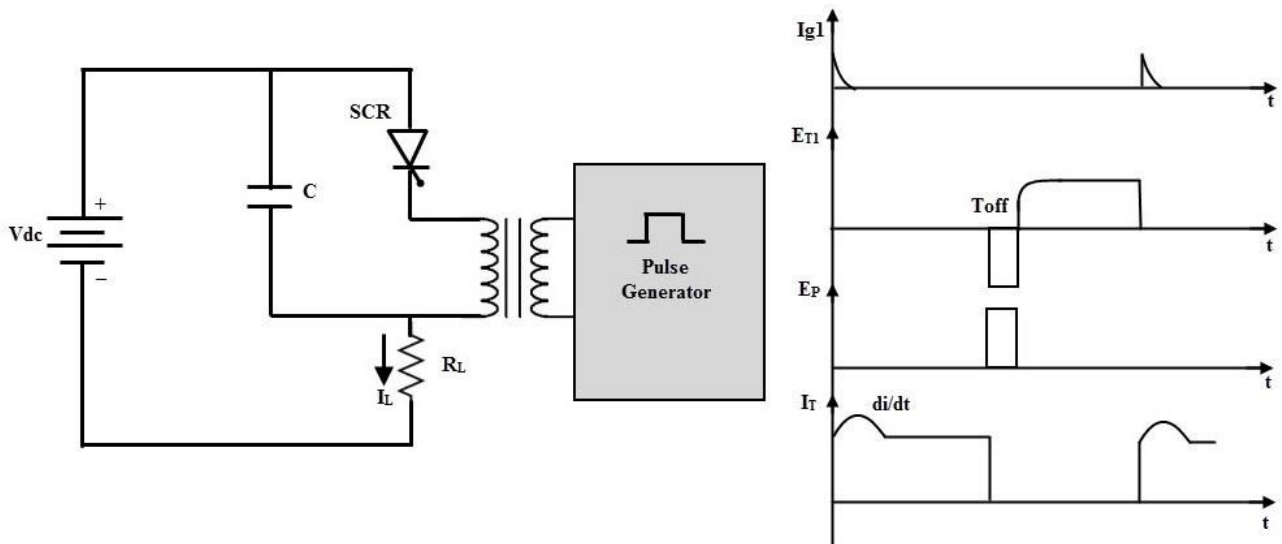 SCR
C
+
Vdc
−
Pulse
Generator
RL
IL
Ig1
t
ET1
Toff
t
EP
t
IT
di/dt
t